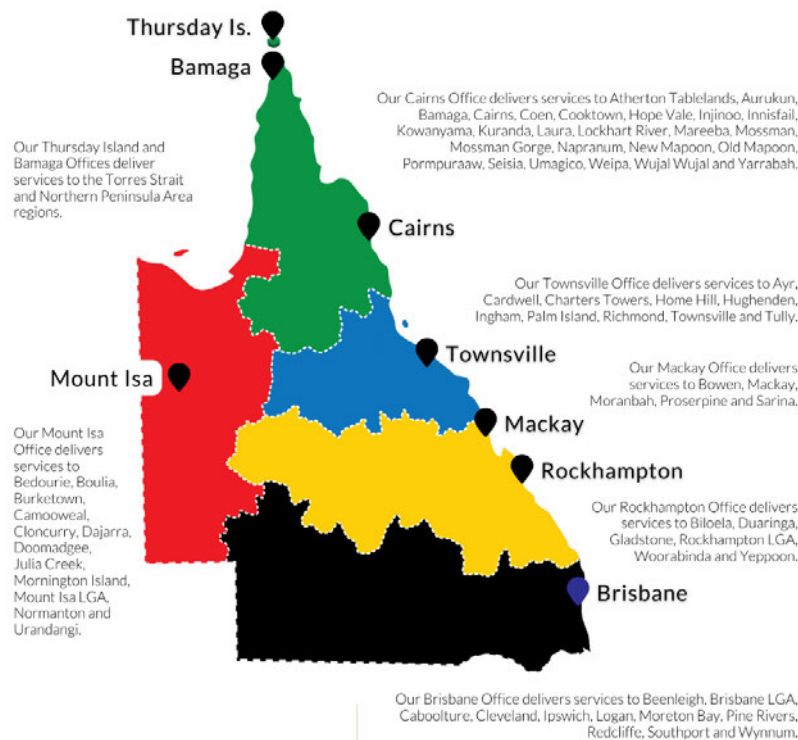 Thursday Is.
Bamaga
Our Cairns Office delivers services to Atherton Tablelands, Aurukun,
Bamaga, Cairns, Coen, Cooktown, Hope Vale, Injinoo, Innisfail,
Kowanyama, Kuranda, Laura, Lockhart River, Mareeba, Mossman,
Mossman Gorge, Napranum, New Mapoon, Old Mapoon,
Pormpuraaw, Seisia, Umagico, Weipa, Wujal Wujal and Yarrabah.
Our Thursday Island and
Bamaga Offices deliver
services to the Torres Strait
and Northern Peninsula Area
regions.
Cairns
Our Townsville Office delivers services to Ayr,
Cardwell, Charters Towers, Home Hill, Hughenden,
Ingham, Palm Island, Richmond, Townsville and Tully.
Townsville
Mount Isa
Our Mackay Office delivers
services to Bowen, Mackay,
Moranbah, Proserpine and Sarina.
Mackay
Our Mount Isa
Office delivers
services to
Bedourie, Boulia,
Burketown,
Camooweal,
Cloncurry, Dajarra,
Doomadgee,
Julia Creek,
Mornington Island,
Mount Isa LGA,
Normanton and
Urandangi.
Rockhampton
Our Rockhampton Office delivers
services to Biloela, Duaringa,
Gladstone, Rockhampton LGA,
Woorabinda and Yeppoon.
Brisbane
Our Brisbane Office delivers services to Beenleigh, Brisbane LGA,
Caboolture, Cleveland, Ipswich, Logan, Moreton Bay, Pine Rivers,
Redcliffe, Southport and Wynnum.